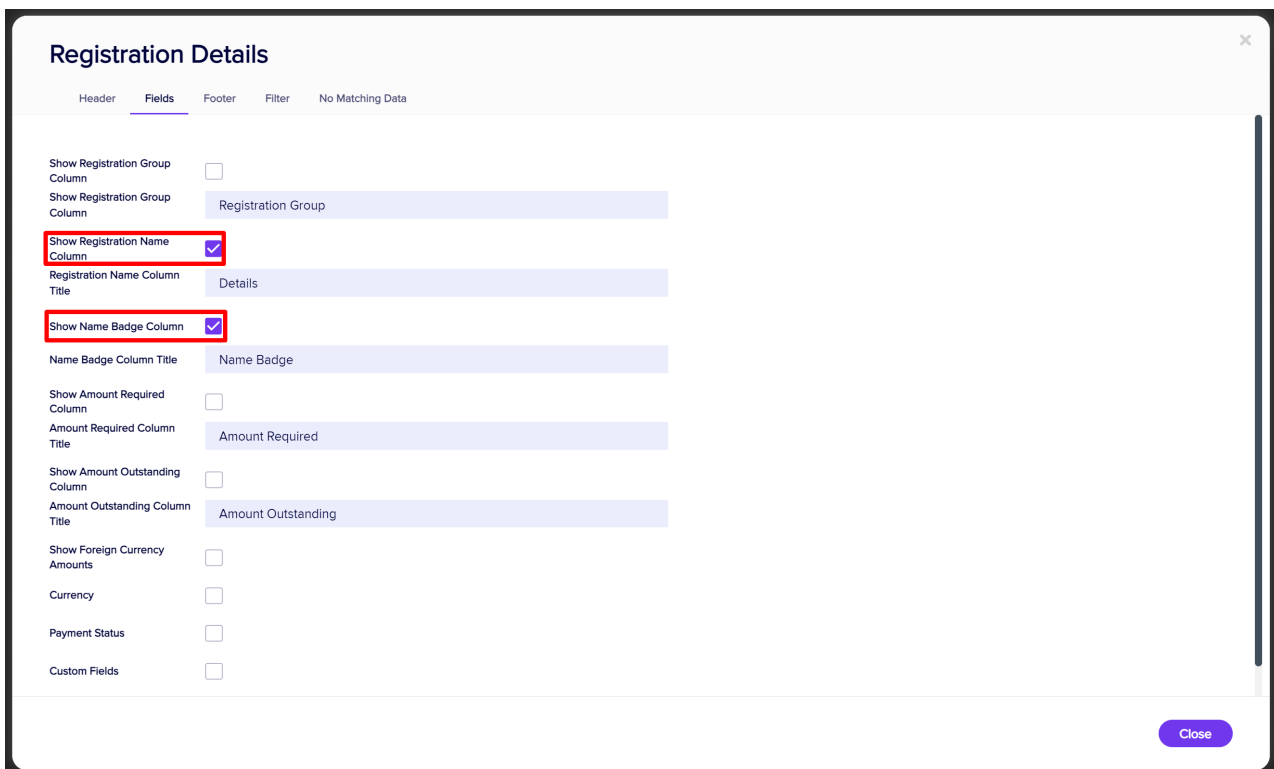 Registration Details
Header Fields Footer Filter No Matching Data
Show Registration Group
Column
Show Registration Group
Column
Registration Group
Show Registration Name
Column
Registration Name Column
Title
Details
Show Name Badge Column
Name Badge Column Title
Name Badge
Show Amount Required
Column
Amount Required Column
Title
Amount Required
Show Amount Outstanding
Column
Amount Outstanding Column
Title
Amount Outstanding
Show Foreign Currency
Amounts
Currency
Payment Status
Custom Fields
Close